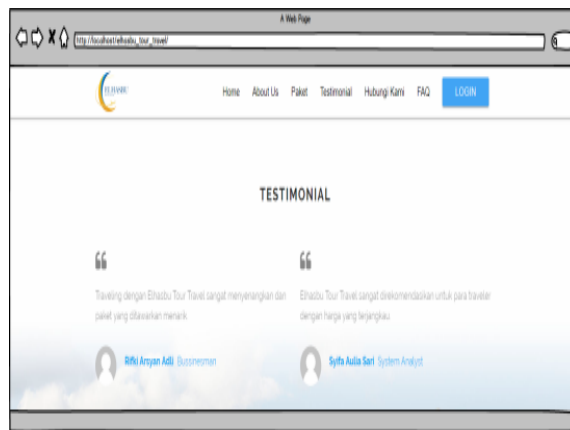 A Web Page
http://localhost/elhasbu_tour_travel/
ELHASBU
Home About Us Paket Testimonial Hubungi Kami FAQ LOGIN
TESTIMONIAL
Traveling dengan Elhasbu Tour Travel sangat menyenangkan dan
paket yang ditawarkan menarik
Elhasbu Tour Travel sangat direkomendasikan untuk para traveler
dengan harga yang terjangkau
Rifki Arsyan Adli Bussinesman
Syifa Aulia Sari System Analyst